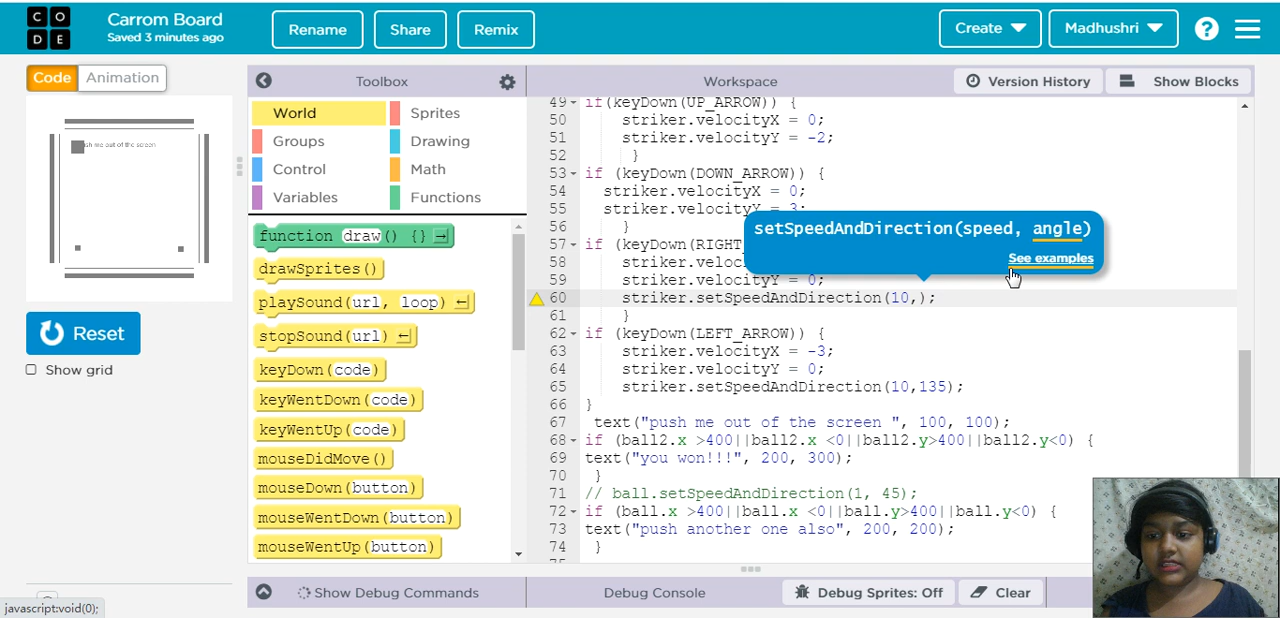 C O
D E
Carrom Board
Saved 3 minutes ago
Rename
Share
Remix
Create
Madhushri
?
Code
Animation
Toolbox
Workspace
Version History
Show Blocks
World
Sprites
Groups
Drawing
Control
Math
Variables
Functions
function draw() {}
drawSprites()
playSound(url, loop)
stopSound(url)
keyDown(code)
keyWentDown(code)
keyWentUp(code)
mouseDidMove()
mouseDown(button)
mouseWentDown(button)
mouseWentUp(button)
sh me out of the screen
Reset
Show grid
49 if(keyDown(UP_ARROW)) {
50 striker.velocityX = 0;
51 striker.velocityY = -2;
52 }
53 if (keyDown(DOWN_ARROW)) {
54 striker.velocityX = 0;
55 striker.velocityY = 3;
56 }
57 if (keyDown(RIGHT
58 striker.veloc
59 striker.velocityY = 0;
60 striker.setSpeedAndDirection(10,);
61 }
62 if (keyDown(LEFT_ARROW)) {
63 striker.velocityX = -3;
64 striker.velocityY = 0;
65 striker.setSpeedAndDirection(10,135);
66 }
67 text("push me out of the screen ", 100, 100);
68 if (ball2.x >400||ball2.x <0||ball2.y>400||ball2.y<0) {
69 text("you won!!!", 200, 300);
70 }
71 // ball.setSpeedAndDirection(1, 45);
72 if (ball.x >400||ball.x <0||ball.y>400||ball.y<0) {
73 text("push another one also", 200, 200);
74 }
setSpeedAndDirection(speed, angle)
See examples
Show Debug Commands
Debug Console
Debug Sprites: Off
Clear
javascript:void(0);